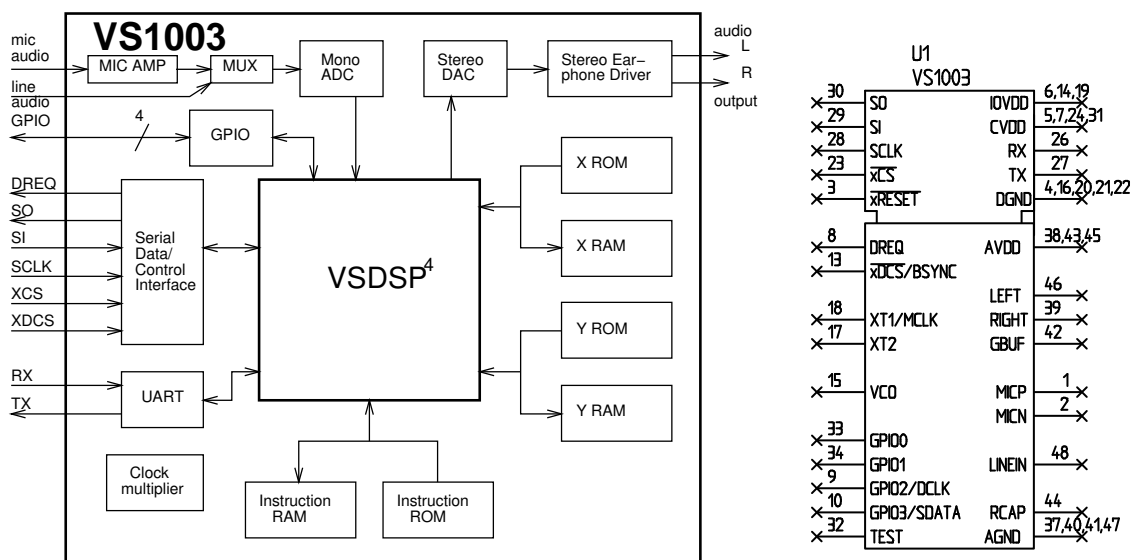 VS1003
mic
audio
MIC AMP
MUX
Mono
ADC
Stereo
DAC
Stereo Ear-
phone Driver
audio
L
R
output
line
audio
GPIO
4
GPIO
X ROM
DREQ
SO
SI
SCLK
XCS
XDCS
Serial
Data/
Control
Interface
X RAM
VSDSP4
Y ROM
RX
TX
UART
Y RAM
Clock
multiplier
Instruction
RAM
Instruction
ROM
U1
VS1003
30 SO IOVDD 6,14,19
29 SI CVDD 5,7,24,31
28 SCLK RX 26
23 xCS TX 27
3 xRESET DGND 4,16,20,21,22
8 DREQ AVDD 38,43,45
13 xDCS/BSYNC
LEFT 46
18 XT1/MCLK RIGHT 39
17 XT2 GBUF 42
15 VCO MICP 1
MICN 2
33 GPIO0
34 GPIO1 LINEIN 48
9 GPIO2/DCLK
10 GPIO3/SDATA RCAP 44
32 TEST AGND 37,40,41,47